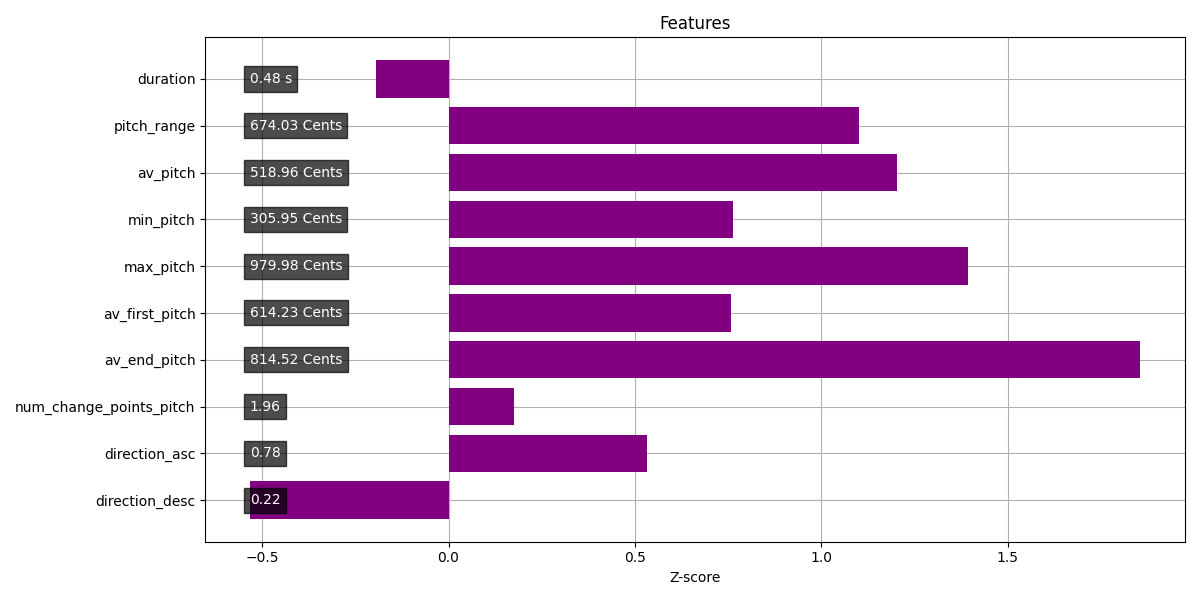 Features
duration 0.48 s
pitch_range 674.03 Cents
av_pitch 518.96 Cents
min_pitch 305.95 Cents
max_pitch 979.98 Cents
av_first_pitch 614.23 Cents
av_end_pitch 814.52 Cents
num_change_points_pitch 1.96
direction_asc 0.78
direction_desc 0.22
−0.5 0.0 0.5 1.0 1.5
Z-score